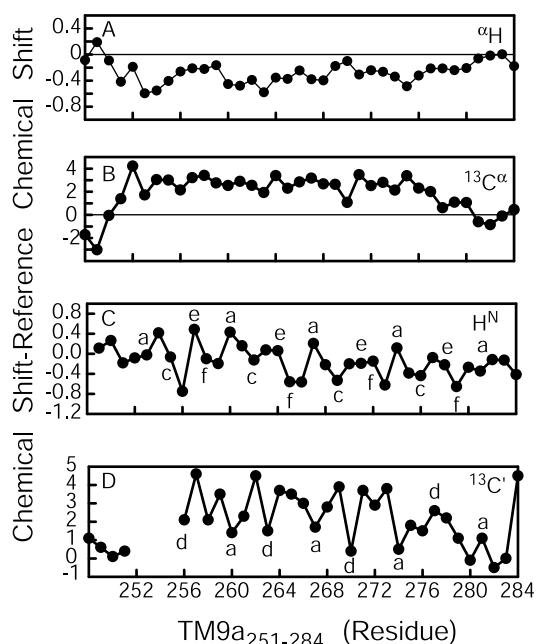 Chemical Shift-Reference Chemical Shift
0.4
0
-0.4
-0.8
A
αH
4
2
0
-2
B
13Cα
0.8
0.4
0.0
-0.4
-0.8
-1.2
C
HN
a
c
e
f
a
c
e
f
a
c
e
f
a
c
e
f
a
5
4
3
2
1
0
-1
D
13C'
d
a
d
a
d
a
d
a
252 256 260 264 268 272 276 280 284
TM9a251-284 (Residue)